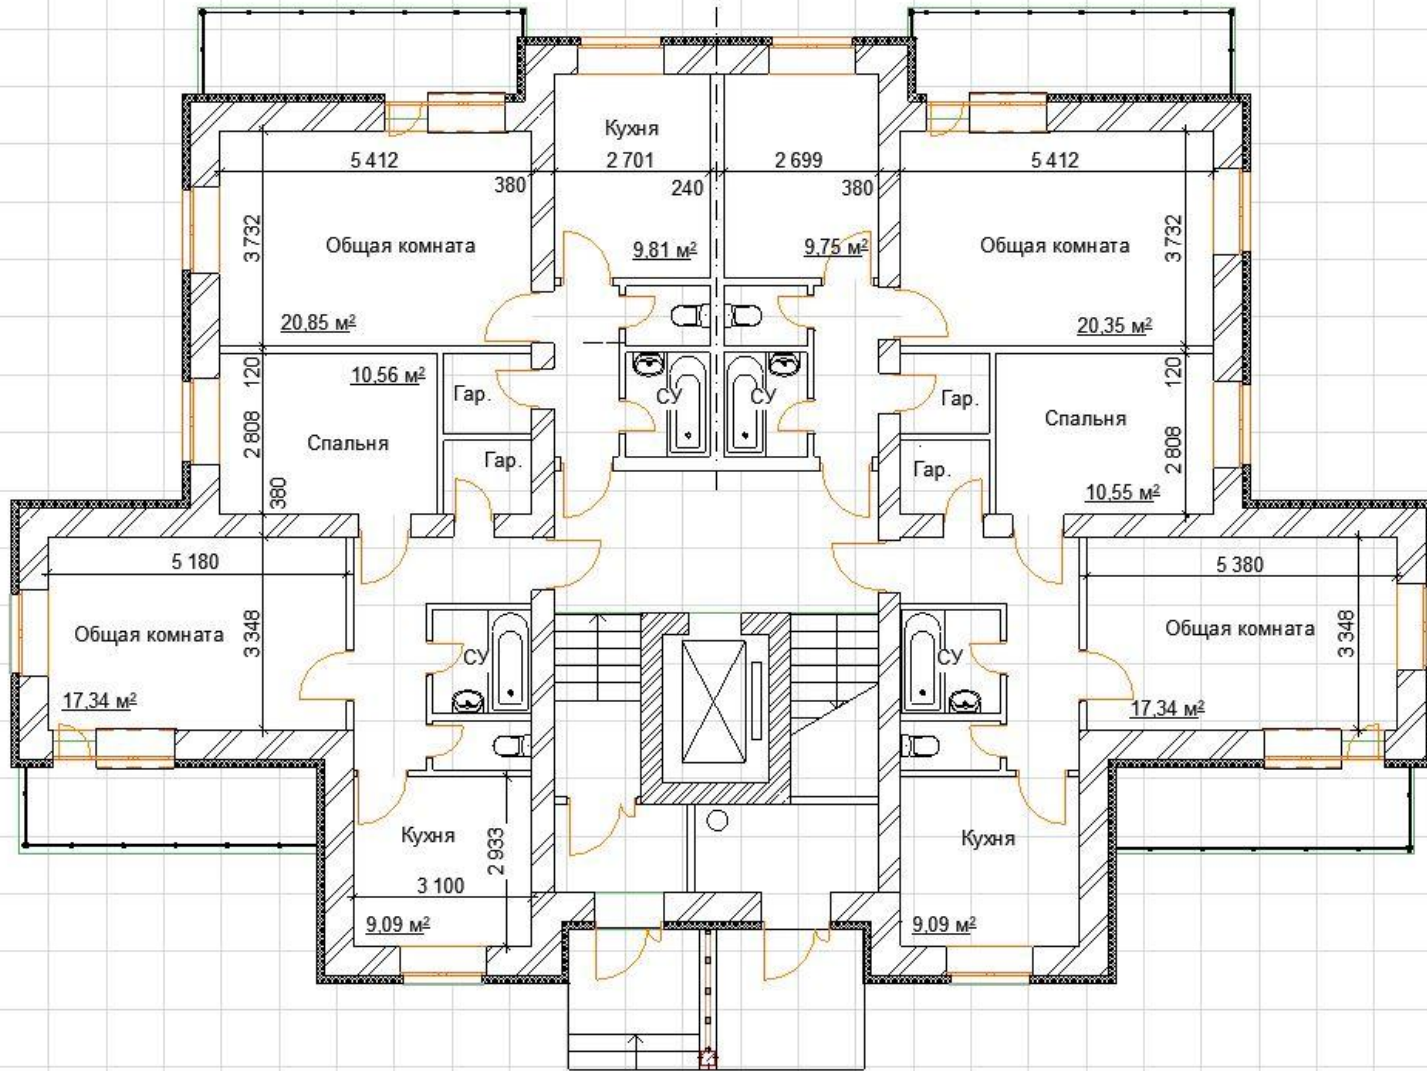 Кухня
5 412
2 701
2 699
5 412
380
240
380
3 732
Общая комната
9,81 м²
9,75 м²
Общая комната
3 732
20,85 м²
20,35 м²
120
10,56 м²
Гар.
СУ
СУ
Гар.
120
Спальня
Спальня
2 808
Гар.
Гар.
2 808
380
10,55 м²
5 180
5 380
Общая комната
3 348
СУ
СУ
Общая комната
3 348
17,34 м²
17,34 м²
Кухня
2 933
Кухня
3 100
9,09 м²
9,09 м²